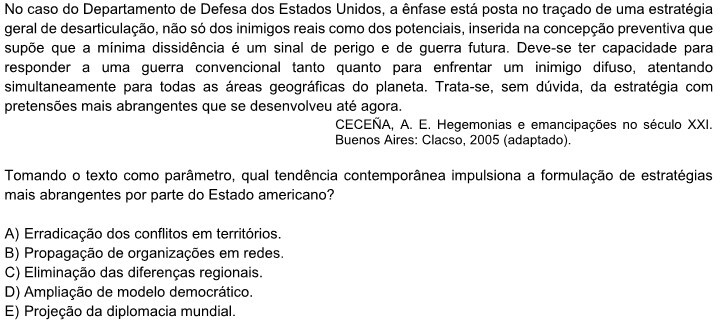 No caso do Departamento de Defesa dos Estados Unidos, a ênfase está posta no traçado de uma estratégia
geral de desarticulação, não só dos inimigos reais como dos potenciais, inserida na concepção preventiva que
supõe que a mínima dissidência é um sinal de perigo e de guerra futura. Deve-se ter capacidade para
responder a uma guerra convencional tanto quanto para enfrentar um inimigo difuso, atentando
simultaneamente para todas as áreas geográficas do planeta. Trata-se, sem dúvida, da estratégia com
pretensões mais abrangentes que se desenvolveu até agora.
CECEÑA, A. E. Hegemonias e emancipações no século XXI.
Buenos Aires: Clacso, 2005 (adaptado).
Tomando o texto como parâmetro, qual tendência contemporânea impulsiona a formulação de estratégias
mais abrangentes por parte do Estado americano?
A) Erradicação dos conflitos em territórios.
B) Propagação de organizações em redes.
C) Eliminação das diferenças regionais.
D) Ampliação de modelo democrático.
E) Projeção da diplomacia mundial.